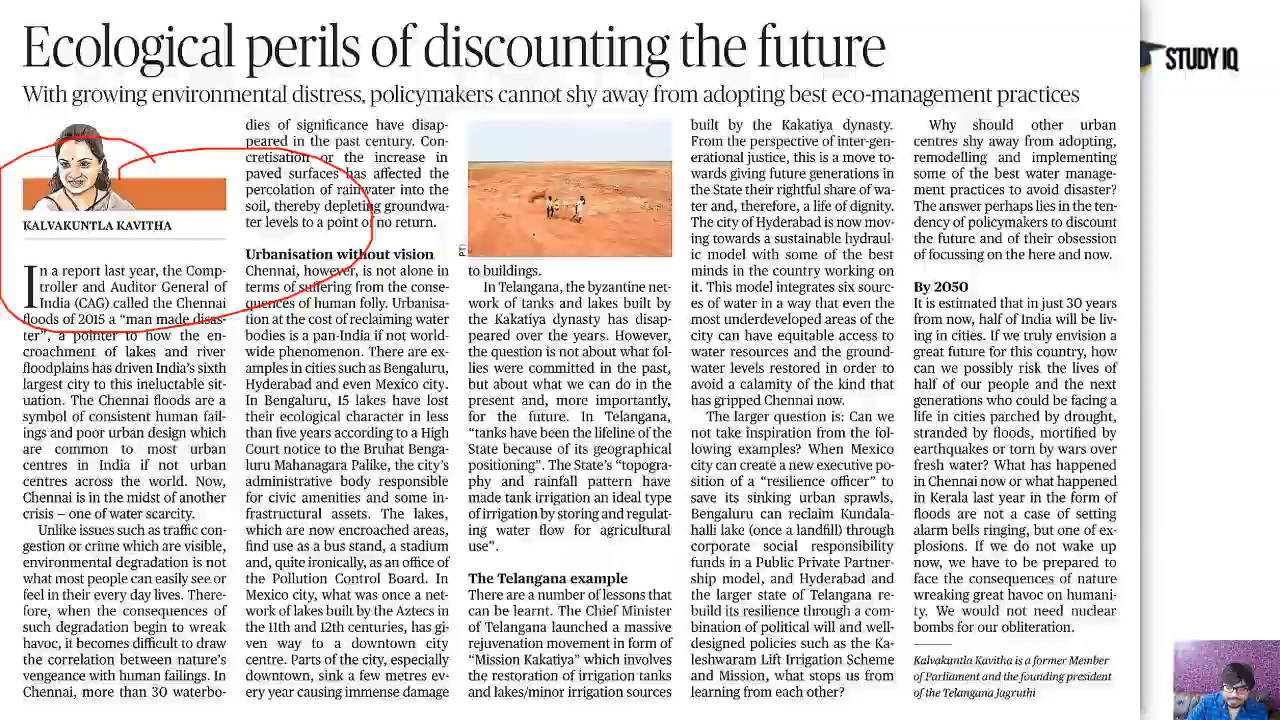 Ecological perils of discounting the future
With growing environmental distress, policymakers cannot shy away from adopting best eco-management practices
STUDY IQ
KALVAKUNTLA KAVITHA
In a report last year, the Comp-
troller and Auditor General of
India (CAG) called the Chennai
floods of 2015 a “man made disas-
ter”, a pointer to how the en-
croachment of lakes and river
floodplains has driven India’s sixth
largest city to this ineluctable sit-
uation. The Chennai floods are a
symbol of consistent human fail-
ings and poor urban design which
are common to most urban
centres in India if not urban
centres across the world. Now,
Chennai is in the midst of another
crisis — one of water scarcity.
Unlike issues such as traffic con-
gestion or crime which are visible,
environmental degradation is not
what most people can easily see or
feel in their every day lives. There-
fore, when the consequences of
such degradation begin to wreak
havoc, it becomes difficult to draw
the correlation between nature’s
vengeance with human failings. In
Chennai, more than 30 waterbo-
dies of significance have disap-
peared in the past century. Con-
cretisation or the increase in
paved surfaces has affected the
percolation of rainwater into the
soil, thereby depleting groundwa-
ter levels to a point of no return.
Urbanisation without vision
Chennai, however, is not alone in
terms of suffering from the conse-
quences of human folly. Urbanisa-
tion at the cost of reclaiming water
bodies is a pan-India if not world-
wide phenomenon. There are ex-
amples in cities such as Bengaluru,
Hyderabad and even Mexico city.
In Bengaluru, 15 lakes have lost
their ecological character in less
than five years according to a High
Court notice to the Bruhat Benga-
luru Mahanagara Palike, the city’s
administrative body responsible
for civic amenities and some in-
frastructural assets. The lakes,
which are now encroached areas,
find use as a bus stand, a stadium
and, quite ironically, as an office of
the Pollution Control Board. In
Mexico city, what was once a net-
work of lakes built by the Aztecs in
the 11th and 12th centuries, has gi-
ven way to a downtown city
centre. Parts of the city, especially
downtown, sink a few metres ev-
ery year causing immense damage
PTI
to buildings.
In Telangana, the byzantine net-
work of tanks and lakes built by
the Kakatiya dynasty has disap-
peared over the years. However,
the question is not about what fol-
lies were committed in the past,
but about what we can do in the
present and, more importantly,
for the future. In Telangana,
“tanks have been the lifeline of the
State because of its geographical
positioning”. The State’s “topogra-
phy and rainfall pattern have
made tank irrigation an ideal type
of irrigation by storing and regulat-
ing water flow for agricultural
use”.
The Telangana example
There are a number of lessons that
can be learnt. The Chief Minister
of Telangana launched a massive
rejuvenation movement in form of
“Mission Kakatiya” which involves
the restoration of irrigation tanks
and lakes/minor irrigation sources
built by the Kakatiya dynasty.
From the perspective of inter-gen-
erational justice, this is a move to-
wards giving future generations in
the State their rightful share of wa-
ter and, therefore, a life of dignity.
The city of Hyderabad is now mov-
ing towards a sustainable hydraul-
ic model with some of the best
minds in the country working on
it. This model integrates six sourc-
es of water in a way that even the
most underdeveloped areas of the
city can have equitable access to
water resources and the ground-
water levels restored in order to
avoid a calamity of the kind that
has gripped Chennai now.
The larger question is: Can we
not take inspiration from the fol-
lowing examples? When Mexico
city can create a new executive po-
sition of a “resilience officer” to
save its sinking urban sprawls,
Bengaluru can reclaim Kundala-
halli lake (once a landfill) through
corporate social responsibility
funds in a Public Private Partner-
ship model, and Hyderabad and
the larger state of Telangana re-
build its resilience through a com-
bination of political will and well-
designed policies such as the Ka-
leshwaram Lift Irrigation Scheme
and Mission, what stops us from
learning from each other?
Why should other urban
centres shy away from adopting,
remodelling and implementing
some of the best water manage-
ment practices to avoid disaster?
The answer perhaps lies in the ten-
dency of policymakers to discount
the future and of their obsession
of focussing on the here and now.
By 2050
It is estimated that in just 30 years
from now, half of India will be liv-
ing in cities. If we truly envision a
great future for this country, how
can we possibly risk the lives of
half of our people and the next
generations who could be facing a
life in cities parched by drought,
stranded by floods, mortified by
earthquakes or torn by wars over
fresh water? What has happened
in Chennai now or what happened
in Kerala last year in the form of
floods are not a case of setting
alarm bells ringing, but one of ex-
plosions. If we do not wake up
now, we have to be prepared to
face the consequences of nature
wreaking great havoc on humani-
ty. We would not need nuclear
bombs for our obliteration.
Kalvakuntla Kavitha is a former Member
of Parliament and the founding president
of the Telangana Jagruthi